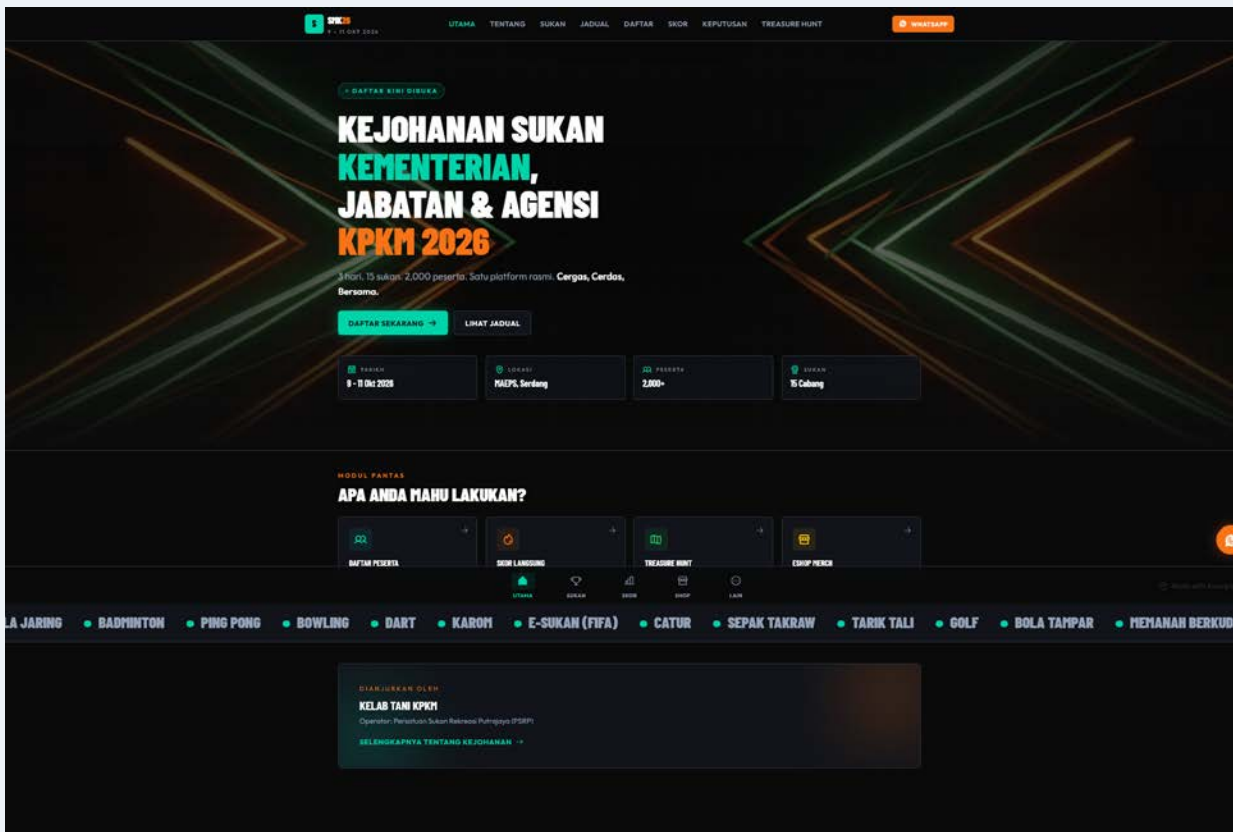 S
SMK26
9 - 11 OKT 2026
UTAMA TENTANG SUKAN JADUAL DAFTAR SKOR KEPUTUSAN TREASURE HUNT
WHATSAPP
DAFTAR KINI DIBUKA
KEJOHANAN SUKAN
KEMENTERIAN,
JABATAN & AGENSI
KPKM 2026
3 hari. 15 sukan. 2,000 peserta. Satu platform rasmi. Cergas, Cerdas,
Bersama.
DAFTAR SEKARANG → LIHAT JADUAL
TARIKH
9 - 11 Okt 2026
LOKASI
MAEPS, Serdang
PESERTA
2,000+
SUKAN
15 Cabang
MODUL PANTAS
APA ANDA MAHU LAKUKAN?
DAFTAR PESERTA
SKOR LANGSUNG
TREASURE HUNT
ESHOP MERCH
UTAMA SUKAN SKOR SHOP LAIN
LA JARING • BADMINTON • PING PONG • BOWLING • DART • KAROM • E-SUKAN (FIFA) • CATUR • SEPAK TAKRAW • TARIK TALI • GOLF • BOLA TAMPAR • MEMANAH BERKUD
DIANJURKAN OLEH
KELAB TANI KPKM
Operator: Persatuan Sukan Rekreasi Putrajaya (PSRP)
SELENGKAPNYA TENTANG KEJOHANAN →